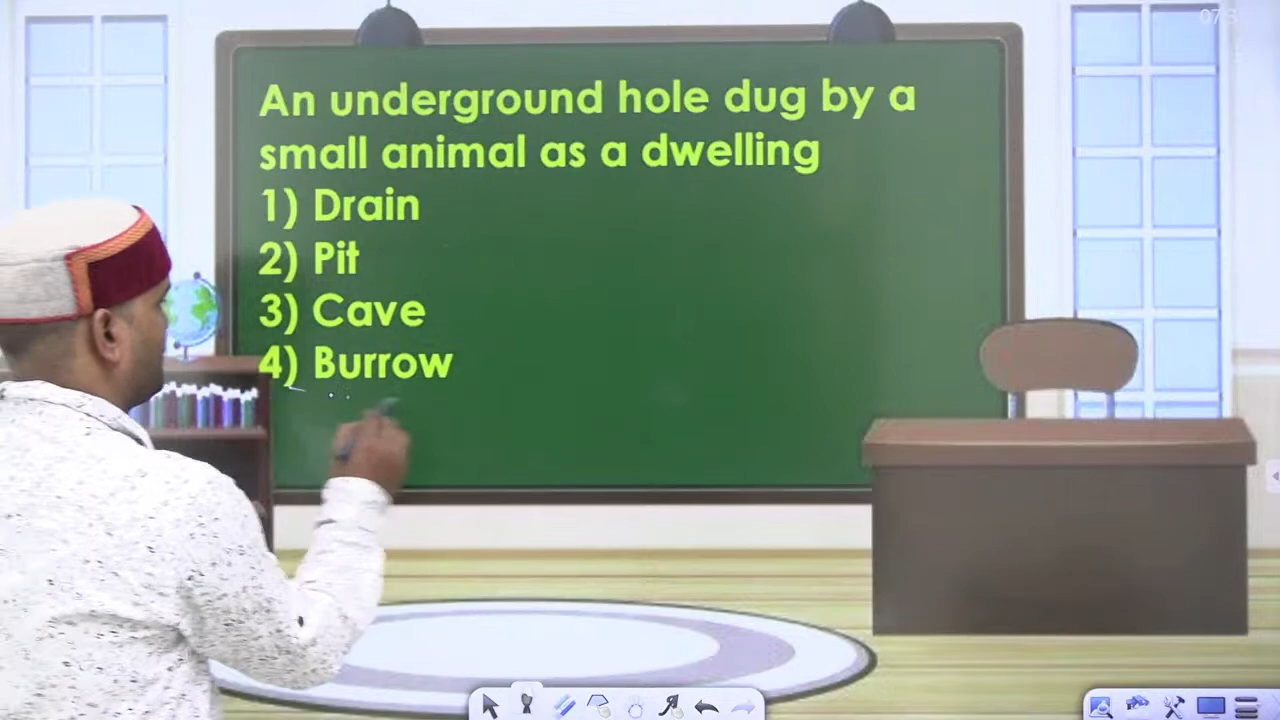 An underground hole dug by a
small animal as a dwelling
1) Drain
2) Pit
3) Cave
4) Burrow